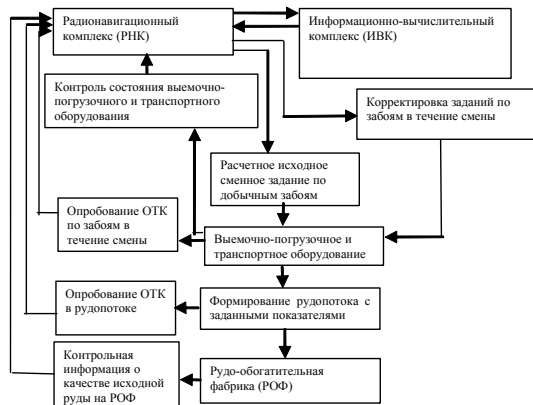 Радионавигационный
комплекс (РНК)
Информационно-вычислительный
комплекс (ИВК)
Контроль состояния выемочно-
погрузочного и транспортного
оборудования
Корректировка заданий по
забоям в течение смены
Расчетное исходное
сменное задание по
добычным забоям
Опробование ОТК
по забоям в
течение смены
Выемочно-погрузочное и
транспортное оборудование
Опробование ОТК
в рудопотоке
Формирование рудопотока с
заданными показателями
Контрольная
информация о
качестве исходной
руды на РОФ
Рудо-обогатительная
фабрика (РОФ)